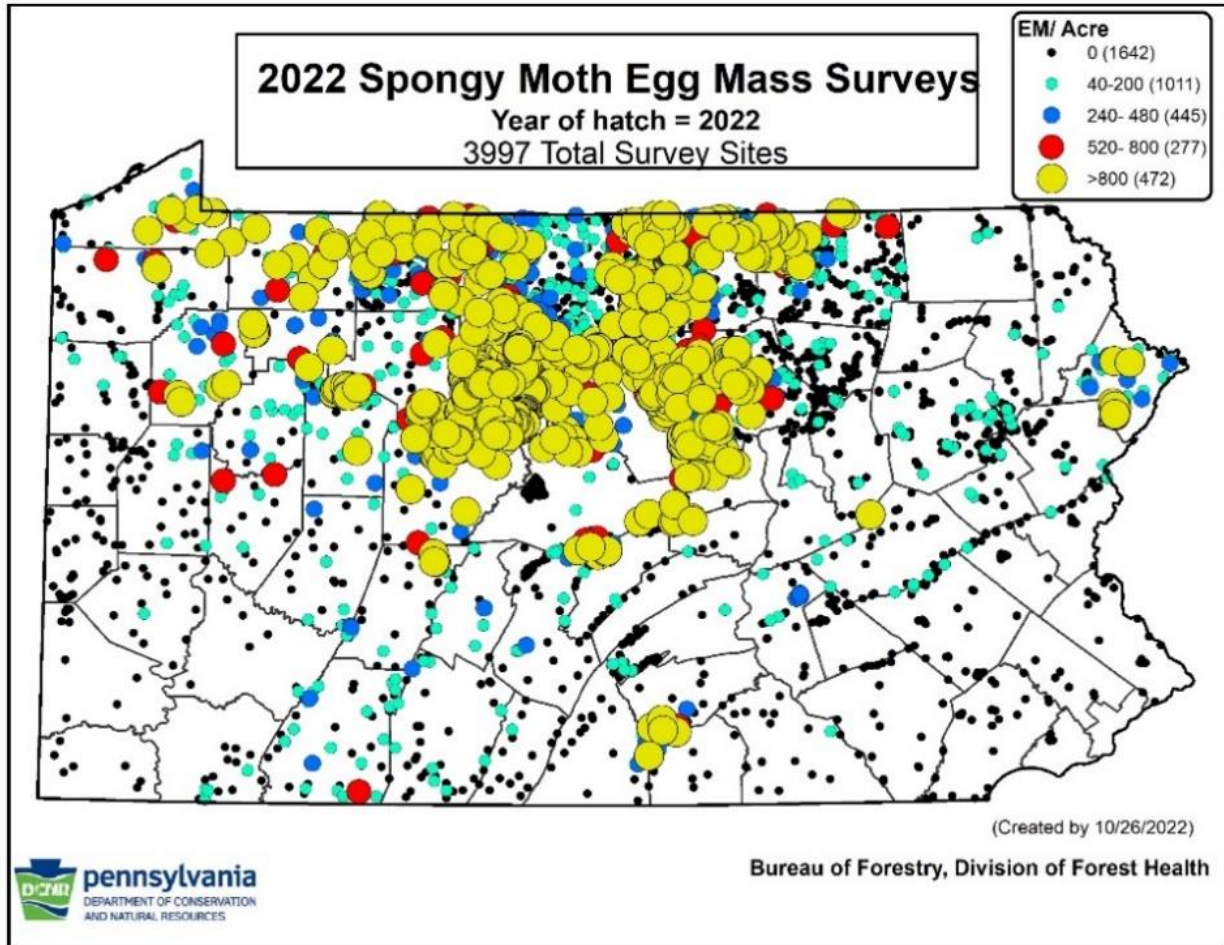 2022 Spongy Moth Egg Mass Surveys
Year of hatch = 2022
3997 Total Survey Sites
EM/ Acre
0 (1642)
40-200 (1011)
240- 480 (445)
520- 800 (277)
>800 (472)
(Created by 10/26/2022)
Bureau of Forestry, Division of Forest Health
DCNR
pennsylvania
DEPARTMENT OF CONSERVATION
AND NATURAL RESOURCES